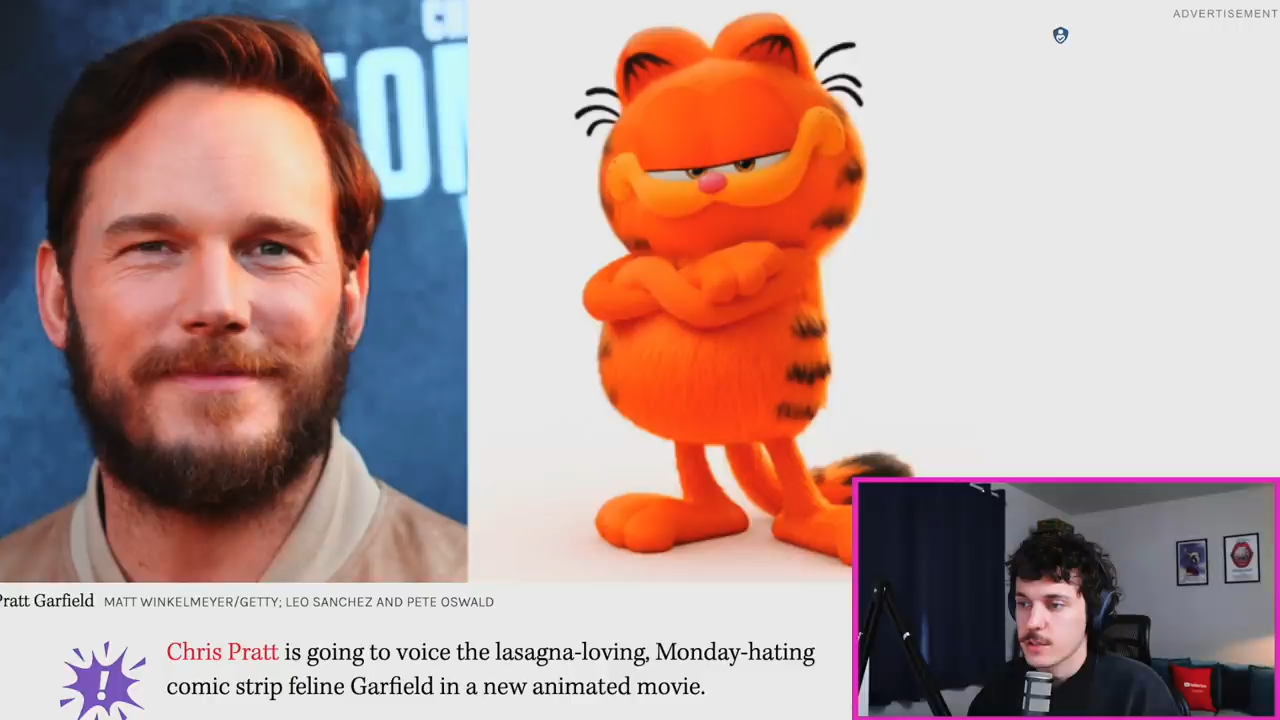 ADVERTISEMENT
Pratt Garfield MATT WINKELMEYER/GETTY; LEO SANCHEZ AND PETE OSWALD
Chris Pratt is going to voice the lasagna-loving, Monday-hating
comic strip feline Garfield in a new animated movie.